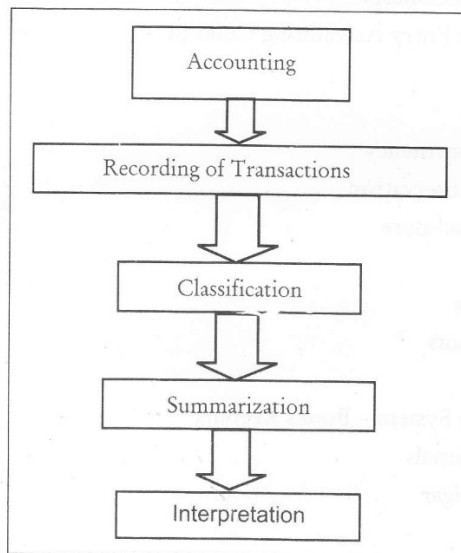 Accounting
Recording of Transactions
Classification
Summarization
Interpretation